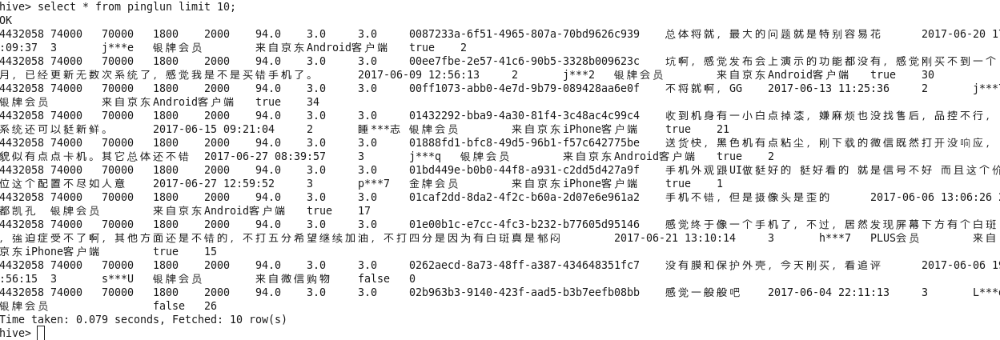 hive> select * from pinglun limit 10;
OK
4432058 74000 70000 1800 2000 94.0 3.0 3.0 0087233a-6f51-4965-807a-70bd9626c939 总体将就，最大的问题就是特别容易花 2017-06-20 17
:09:37 3 j***e 银牌会员 来自京东Android客户端 true 2
4432058 74000 70000 1800 2000 94.0 3.0 3.0 00ee7fbe-2e57-41c6-90b5-3328b009623c 坑啊，感觉发布会上演示的功能都没有，感觉刚买不到一个
月，已经更新无数次系统了，感觉我是不是买错手机了。 2017-06-09 12:56:13 2 j***2 银牌会员 来自京东Android客户端 true 30
4432058 74000 70000 1800 2000 94.0 3.0 3.0 00ff1073-abb0-4e7d-9b79-089428aa6e0f 不将就啊，GG 2017-06-13 11:25:36 2 j***
银牌会员 来自京东Android客户端 true 34
4432058 74000 70000 1800 2000 94.0 3.0 3.0 01432292-bba9-4a30-81f4-3c48ac4c99c4 收到机身有一小白点掉漆，嫌麻烦也没找售后，品控不行，
系统还可以挺新鲜。 2017-06-15 09:21:04 2 睡***志 银牌会员 来自京东iPhone客户端 true 21
4432058 74000 70000 1800 2000 94.0 3.0 3.0 01888fd1-bfc8-49d5-96b1-f57c642775be 送货快，黑色机有点粘尘，刚下载的微信既然打开没响应，
貌似有点点卡机。其它总体还不错 2017-06-27 08:39:57 3 j***q 银牌会员 来自京东Android客户端 true 2
4432058 74000 70000 1800 2000 94.0 3.0 3.0 01bd449e-b0b0-44f8-a931-c2dd5d427a9f 手机外观跟UI做挺好的 挺好看的 就是信号不好 而且这个价
位这个配置不尽如人意 2017-06-27 12:59:52 3 p***7 金牌会员 来自京东iPhone客户端 true 1
4432058 74000 70000 1800 2000 94.0 3.0 3.0 01caf2dd-8da2-4f2c-b60a-2d07e6e961a2 手机不错，但是摄像头是歪的 2017-06-06 13:06:26
都凯孔 银牌会员 来自京东Android客户端 true 17
4432058 74000 70000 1800 2000 94.0 3.0 3.0 01e00b1c-e7cc-4fc3-b232-b77605d95146 感觉终于像一个手机了，不过，居然发现屏幕下方有个白斑
，強迫症受不了啊，其他方面还是不错的，不打五分希望继续加油，不打四分是因为有白斑真是郁闷 2017-06-21 13:10:14 3 h***7 PLUS会员 来自
京东iPhone客户端 true 15
4432058 74000 70000 1800 2000 94.0 3.0 3.0 0262aecd-8a73-48ff-a387-434648351fc7 没有膜和保护外壳，今天刚买，看追评 2017-06-06 19
:56:15 3 s***U 银牌会员 来自微信购物 false 0
4432058 74000 70000 1800 2000 94.0 3.0 3.0 02b963b3-9140-423f-aad5-b3b7eefb08bb 感觉一般般吧 2017-06-04 22:11:13 3 L***
银牌会员 false 26
Time taken: 0.079 seconds, Fetched: 10 row(s)
hive>